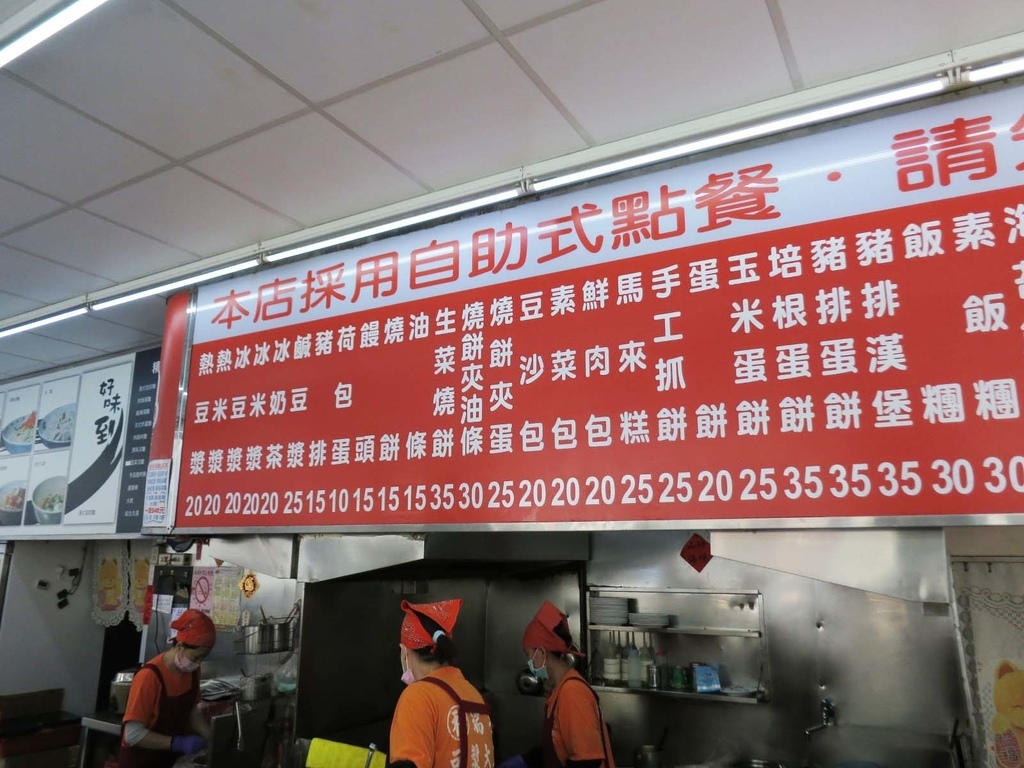 本店採用自助式點餐・請
熱豆漿
熱米漿
冰豆漿
冰米漿
冰奶茶
鹹豆漿
豬排
荷包蛋
饅頭
燒餅
油條
生菜燒餅
燒餅夾油條
燒餅夾蛋
豆沙包
素菜包
鮮肉包
馬來糕
手工抓餅
蛋餅
玉米蛋餅
培根蛋餅
豬排蛋餅
豬排漢堡
飯糰
素飯糰
20 20 20 20 25 15 10 15 15 15 35 30 25 20 20 20 25 25 20 25 35 35 35 35 30 30
好味到